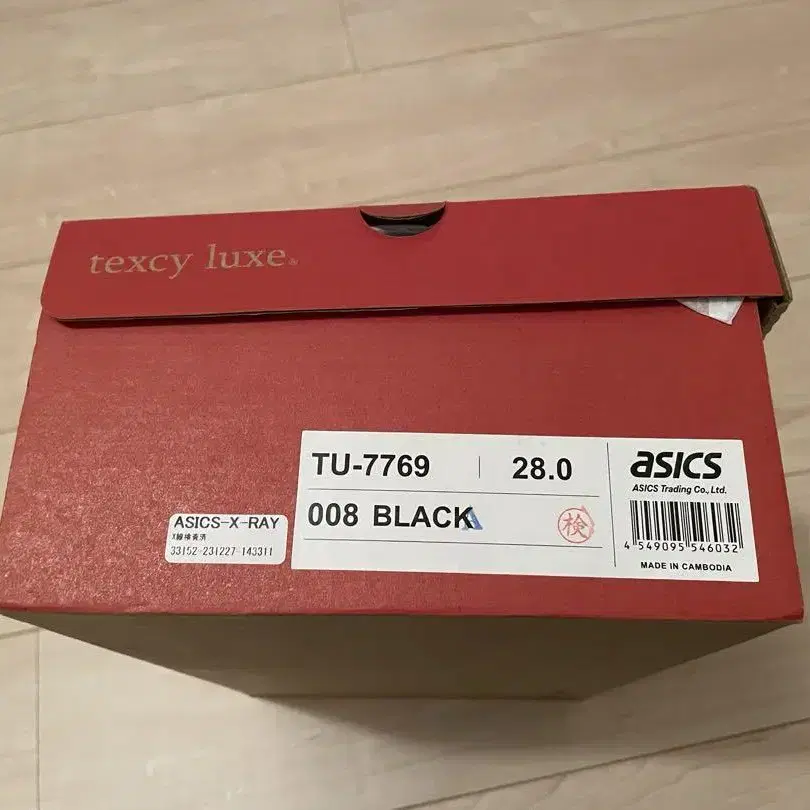 texcy luxe®
TU-7769 28.0
008 BLACK
検
asics
ASICS Trading Co., Ltd.
4 549095 546032
MADE IN CAMBODIA
ASICS-X-RAY
X線検査済
33152-231227-143311